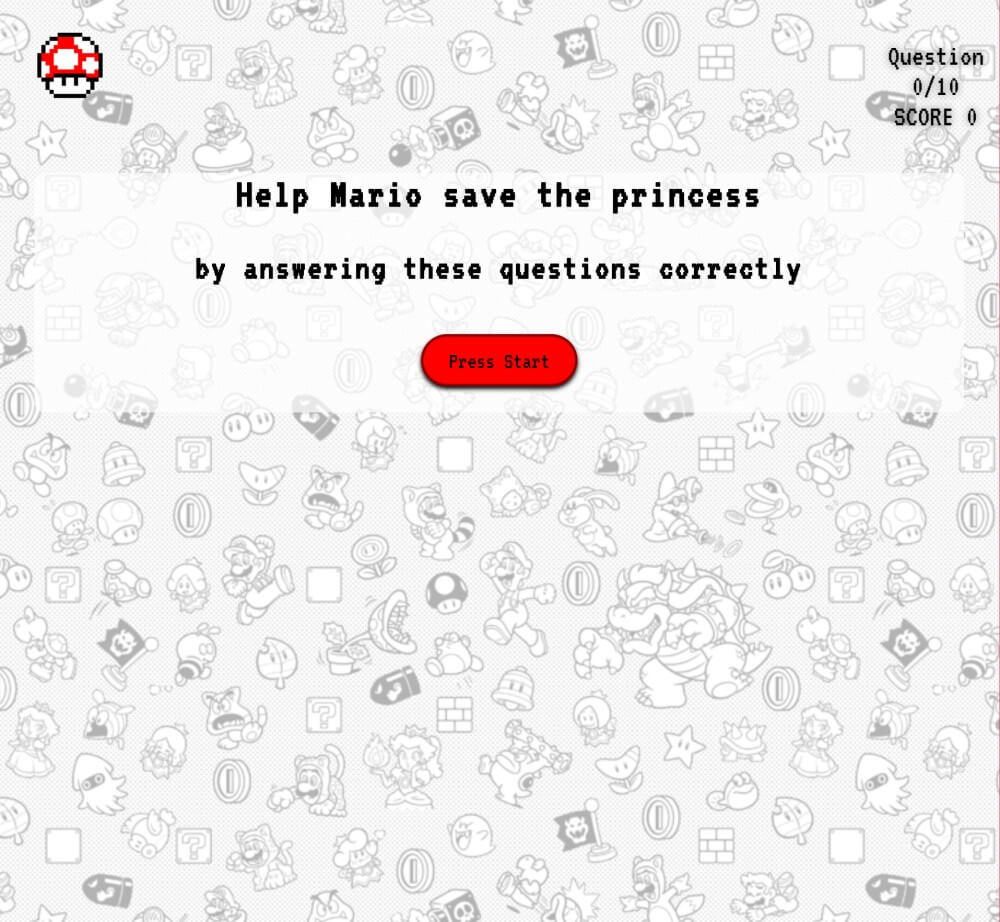 Question
0/10
SCORE 0
Help Mario save the princess
by answering these questions correctly
Press Start